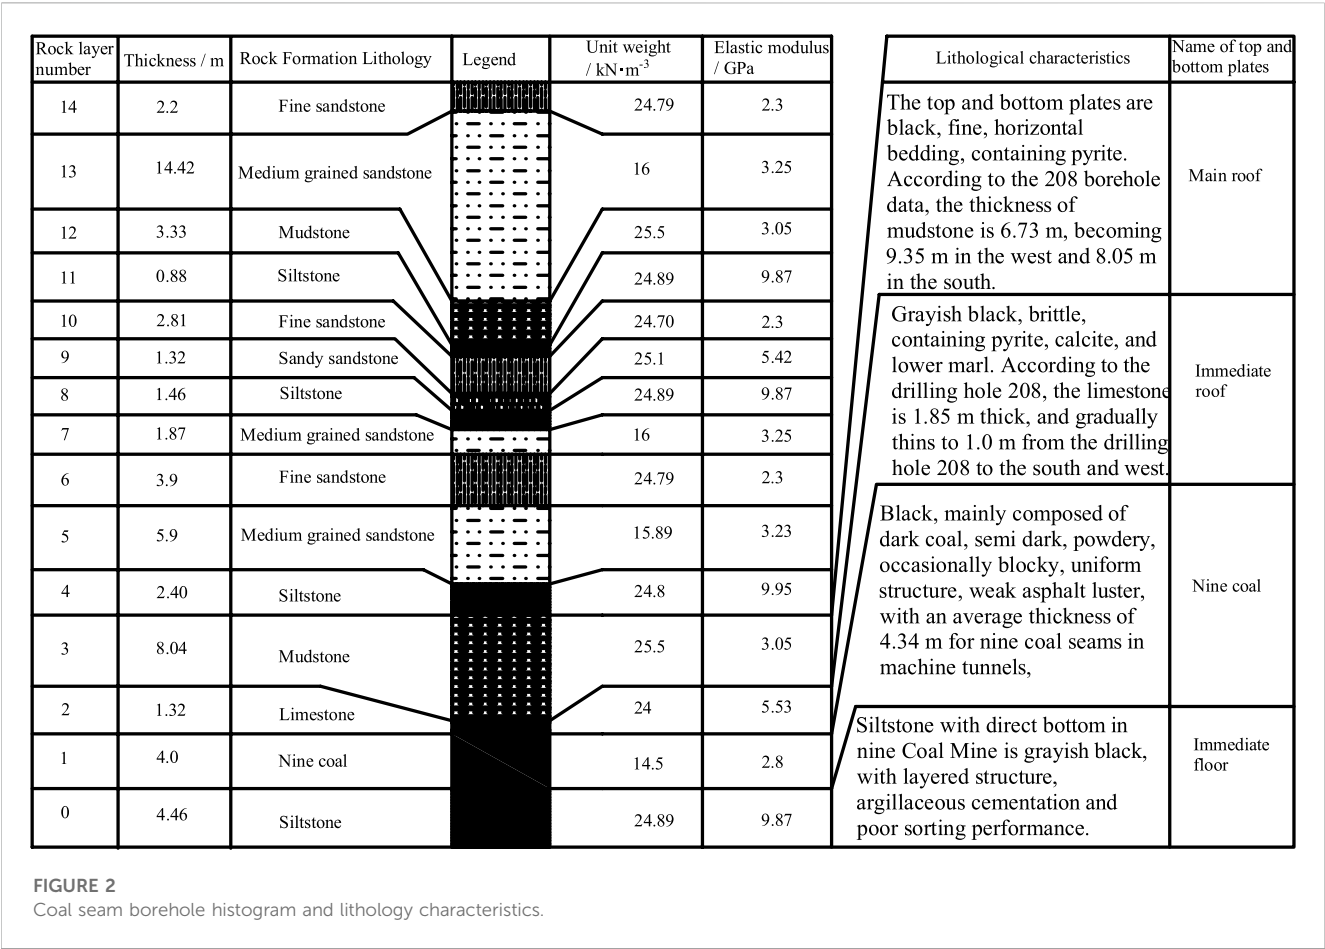 Rock layer number Thickness / m Rock Formation Lithology Legend Unit weight / kN·m-3 Elastic modulus / GPa
14 2.2 Fine sandstone 24.79 2.3
13 14.42 Medium grained sandstone 16 3.25
12 3.33 Mudstone 25.5 3.05
11 0.88 Siltstone 24.89 9.87
10 2.81 Fine sandstone 24.70 2.3
9 1.32 Sandy sandstone 25.1 5.42
8 1.46 Siltstone 24.89 9.87
7 1.87 Medium grained sandstone 16 3.25
6 3.9 Fine sandstone 24.79 2.3
5 5.9 Medium grained sandstone 15.89 3.23
4 2.40 Siltstone 24.8 9.95
3 8.04 Mudstone 25.5 3.05
2 1.32 Limestone 24 5.53
1 4.0 Nine coal 14.5 2.8
0 4.46 Siltstone 24.89 9.87
Lithological characteristics
Name of top and
bottom plates
The top and bottom plates are
black, fine, horizontal
bedding, containing pyrite.
According to the 208 borehole
data, the thickness of
mudstone is 6.73 m, becoming
9.35 m in the west and 8.05 m
in the south.
Main roof
Grayish black, brittle,
containing pyrite, calcite, and
lower marl. According to the
drilling hole 208, the limestone
is 1.85 m thick, and gradually
thins to 1.0 m from the drilling
hole 208 to the south and west.
Immediate
roof
Black, mainly composed of
dark coal, semi dark, powdery,
occasionally blocky, uniform
structure, weak asphalt luster,
with an average thickness of
4.34 m for nine coal seams in
machine tunnels,
Nine coal
Siltstone with direct bottom in
nine Coal Mine is grayish black,
with layered structure,
argillaceous cementation and
poor sorting performance.
Immediate
floor
FIGURE 2
Coal seam borehole histogram and lithology characteristics.